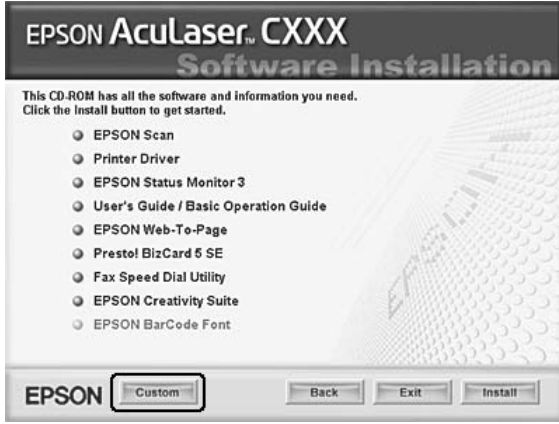 EPSON AcuLaser™ CXXX
Software Installation
This CD-ROM has all the software and information you need.
Click the Install button to get started.
EPSON Scan
Printer Driver
EPSON Status Monitor 3
User's Guide / Basic Operation Guide
EPSON Web-To-Page
Presto! BizCard 5 SE
Fax Speed Dial Utility
EPSON Creativity Suite
EPSON BarCode Font
EPSON
EPSON Custom Back Exit Install